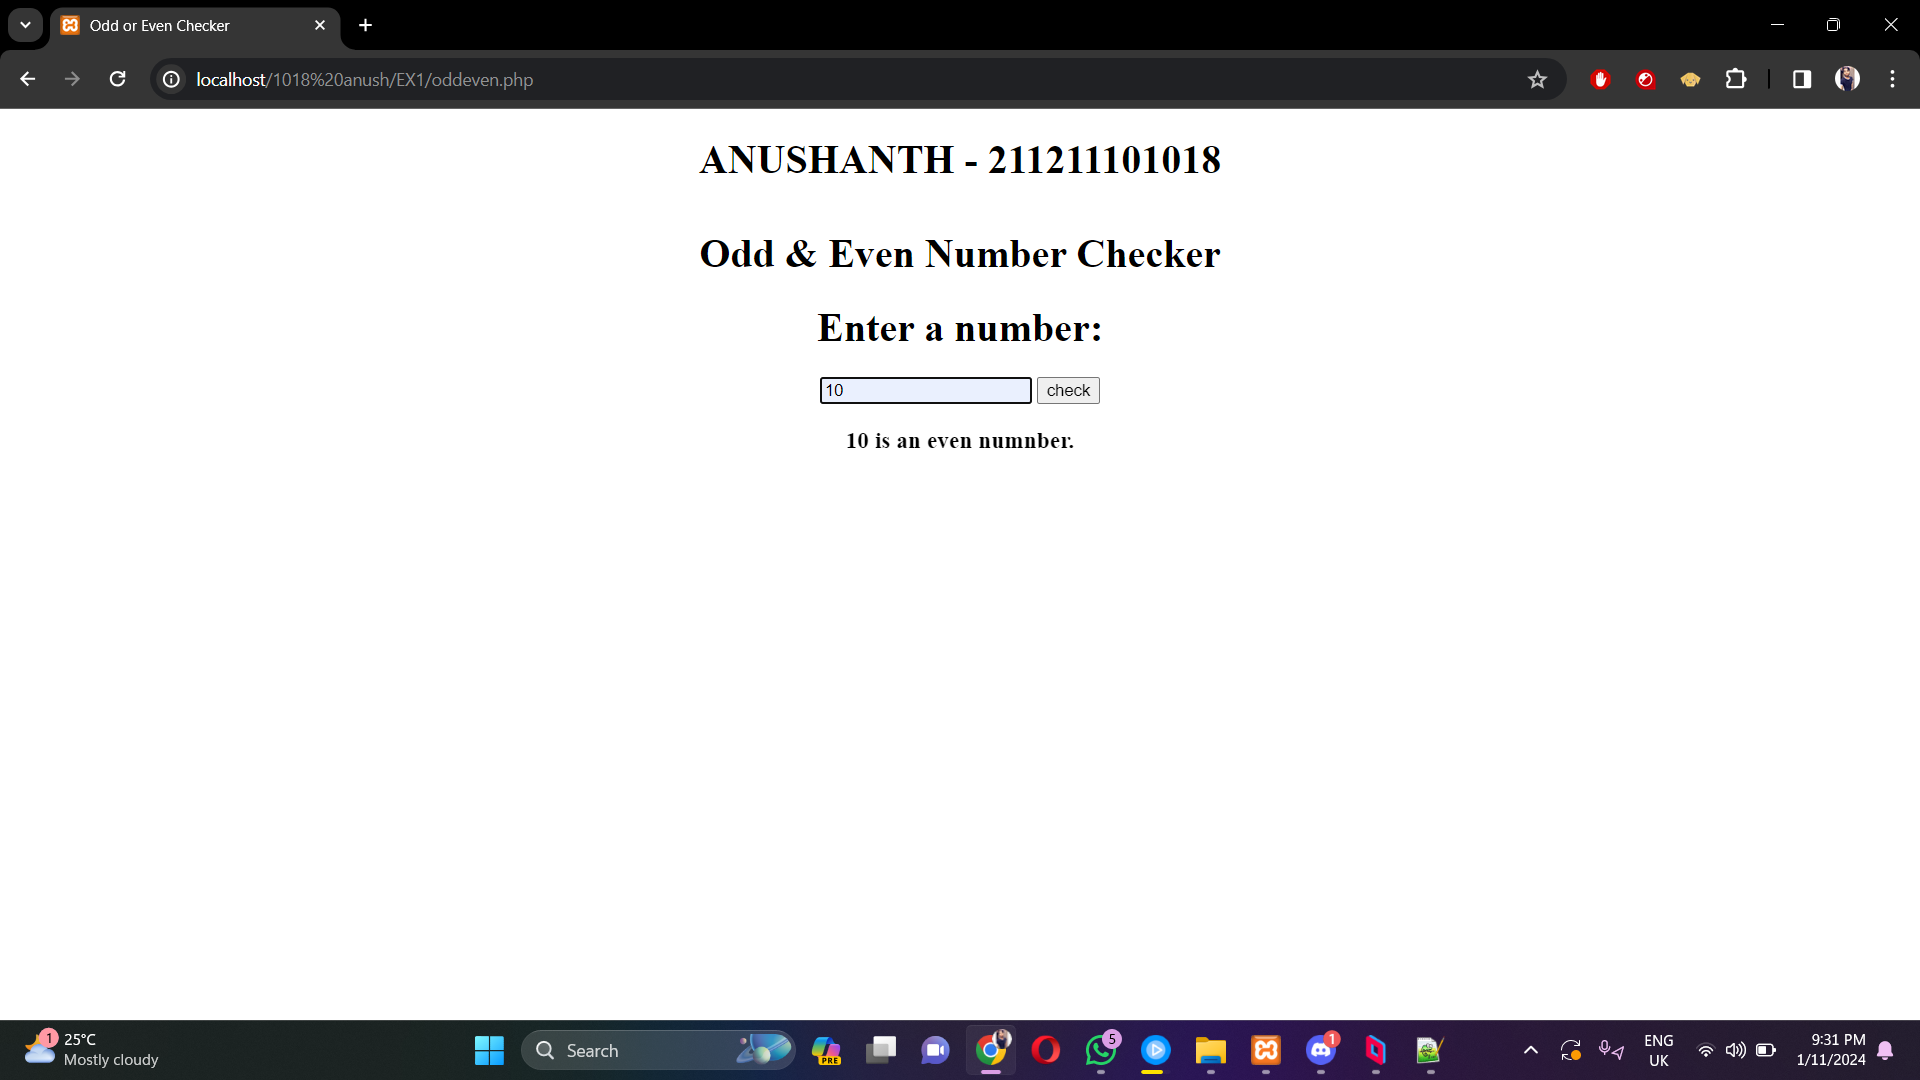 Odd or Even Checker
localhost/1018%20anush/EX1/oddeven.php
ANUSHANTH - 211211101018
Odd & Even Number Checker
Enter a number:
10 check
10 is an even numnber.
1
25°C
Mostly cloudy
Search
PRE
5
1
ENG
UK
9:31 PM
1/11/2024